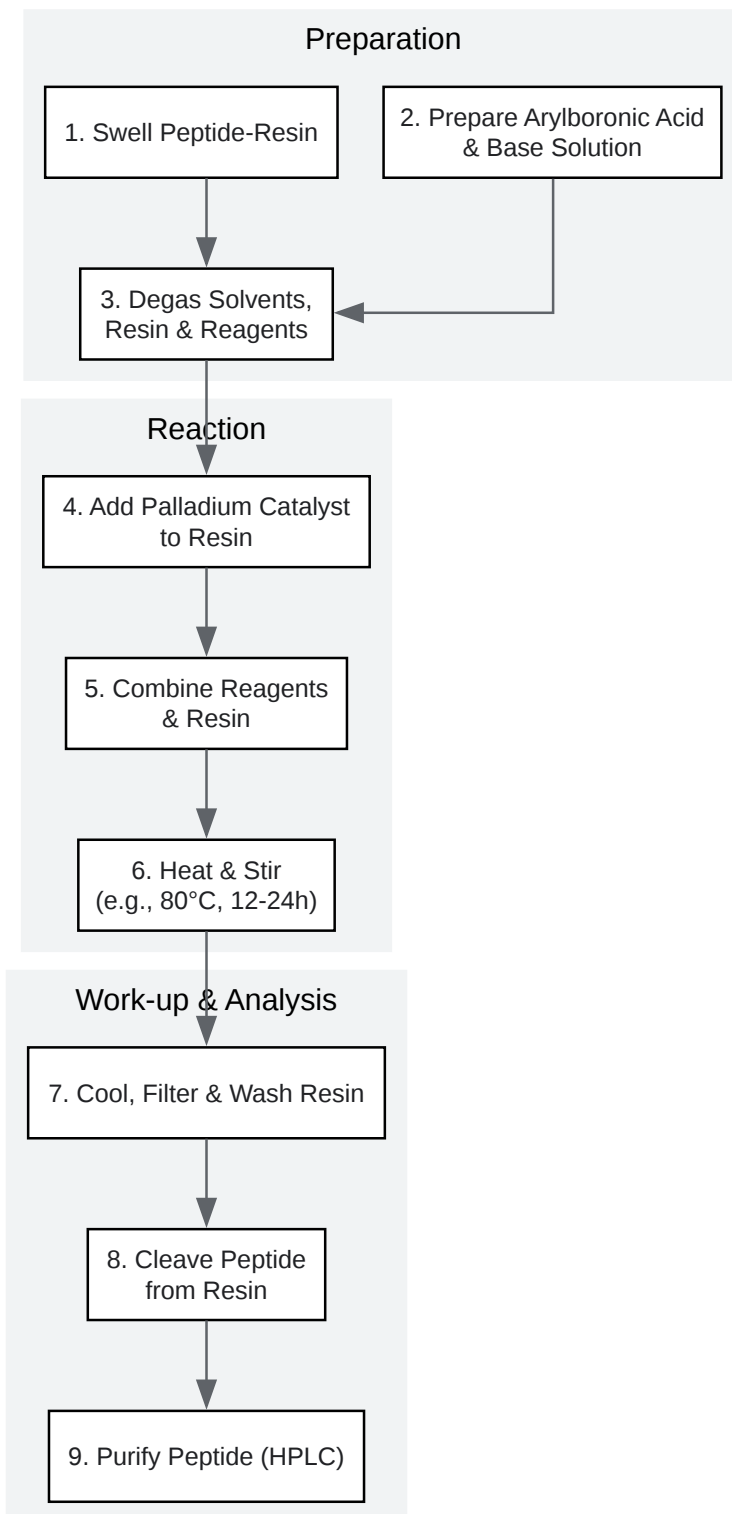 Preparation
1. Swell Peptide-Resin
2. Prepare Arylboronic Acid
& Base Solution
3. Degas Solvents,
Resin & Reagents
Reaction
4. Add Palladium Catalyst
to Resin
5. Combine Reagents
& Resin
6. Heat & Stir
(e.g., 80°C, 12-24h)
Work-up & Analysis
7. Cool, Filter & Wash Resin
8. Cleave Peptide
from Resin
9. Purify Peptide (HPLC)